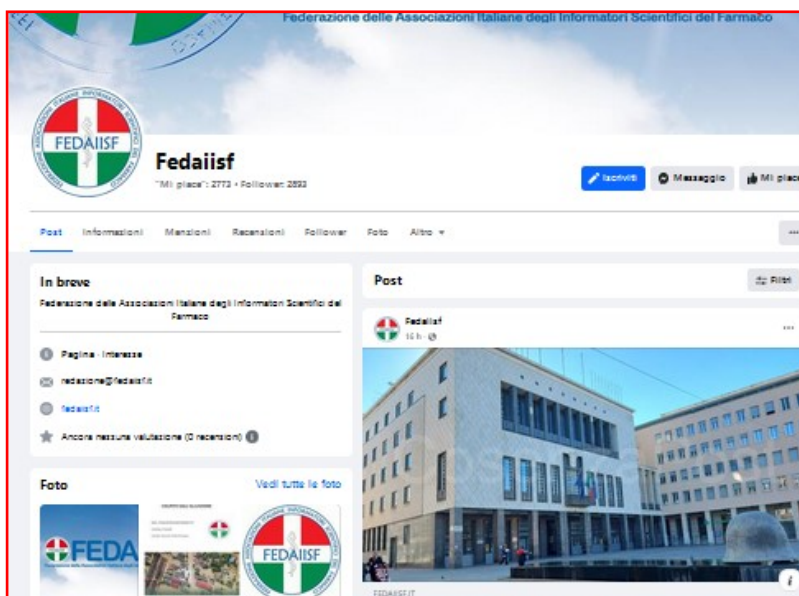 Federazione delle Associazioni Italiane degli Informatori Scientifici del Farmaco
FEDAIISF
Fedaiisf
"Mi piace": 2773 • Follower: 2893
Iscriviti
Messaggio
Mi piace
Post
Informazioni
Menzioni
Recensioni
Follower
Foto
Altro
In breve
Federazione delle Associazioni Italiane degli Informatori Scientifici del
Farmaco
Pagina · Interesse
redazione@fedaiisf.it
fedaiisf.it
Ancora nessuna valutazione (0 recensioni)
Foto
Vedi tutte le foto
FEDA
FEDAIISF
Post
Filtri
Fedaiisf
16 h
FEDAIISF.IT